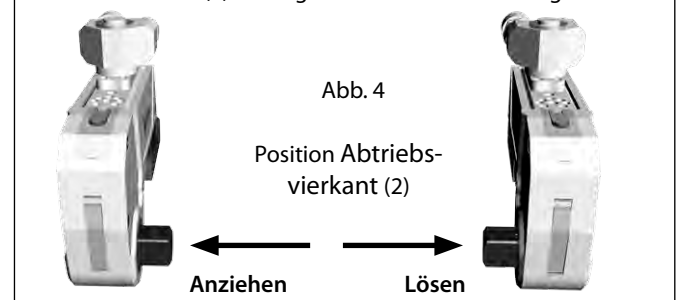 Abb. 4
Position Abtriebs-
vierkant (2)
Anziehen Lösen